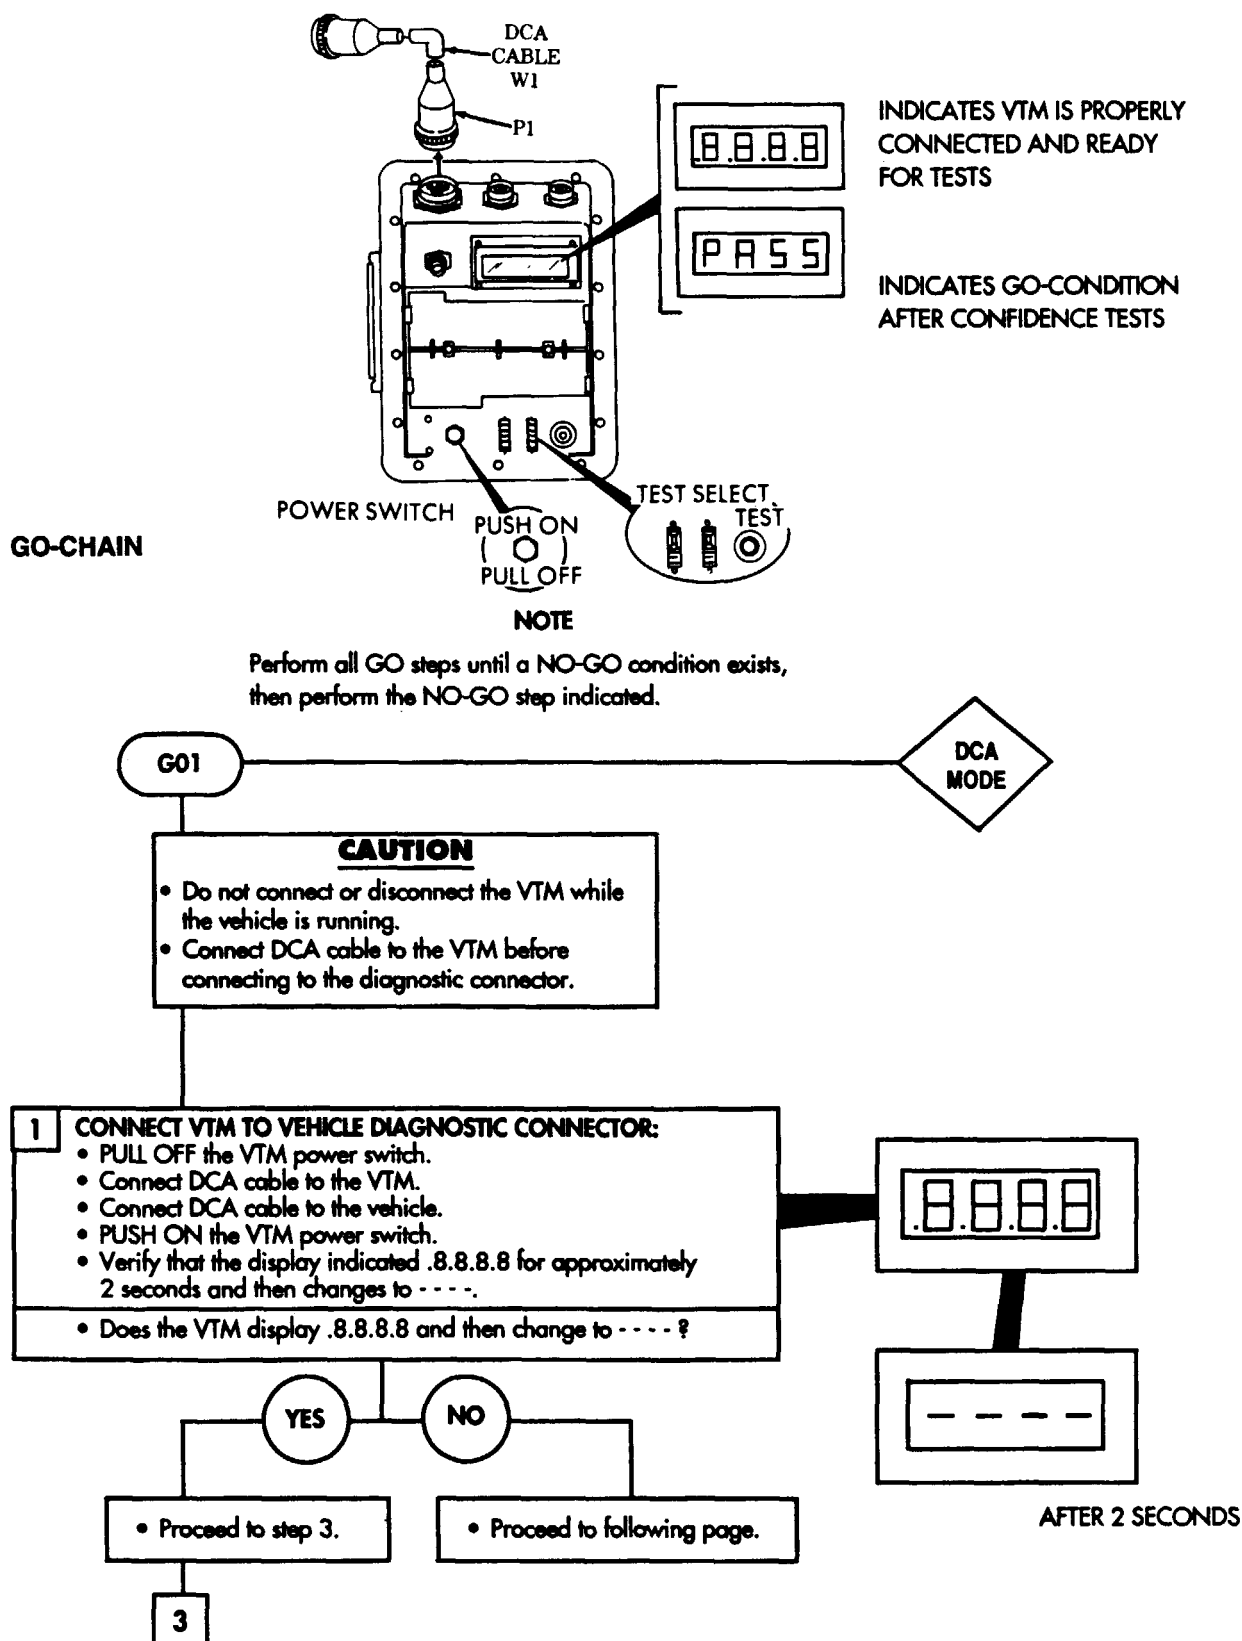 DCA
CABLE
W1
P1
.8.8.8.8
INDICATES VTM IS PROPERLY
CONNECTED AND READY
FOR TESTS
PASS
INDICATES GO-CONDITION
AFTER CONFIDENCE TESTS
POWER SWITCH
PUSH ON
PULL OFF
TEST SELECT
TEST
GO-CHAIN
NOTE
Perform all GO steps until a NO-GO condition exists,
then perform the NO-GO step indicated.
G01
DCA
MODE
CAUTION
• Do not connect or disconnect the VTM while
the vehicle is running.
• Connect DCA cable to the VTM before
connecting to the diagnostic connector.
1 CONNECT VTM TO VEHICLE DIAGNOSTIC CONNECTOR:
• PULL OFF the VTM power switch.
• Connect DCA cable to the VTM.
• Connect DCA cable to the vehicle.
• PUSH ON the VTM power switch.
• Verify that the display indicated .8.8.8.8 for approximately
2 seconds and then changes to - - - -.
• Does the VTM display .8.8.8.8 and then change to - - - - ?
.8.8.8.8
- - - -
AFTER 2 SECONDS
YES
NO
• Proceed to step 3.
• Proceed to following page.
3